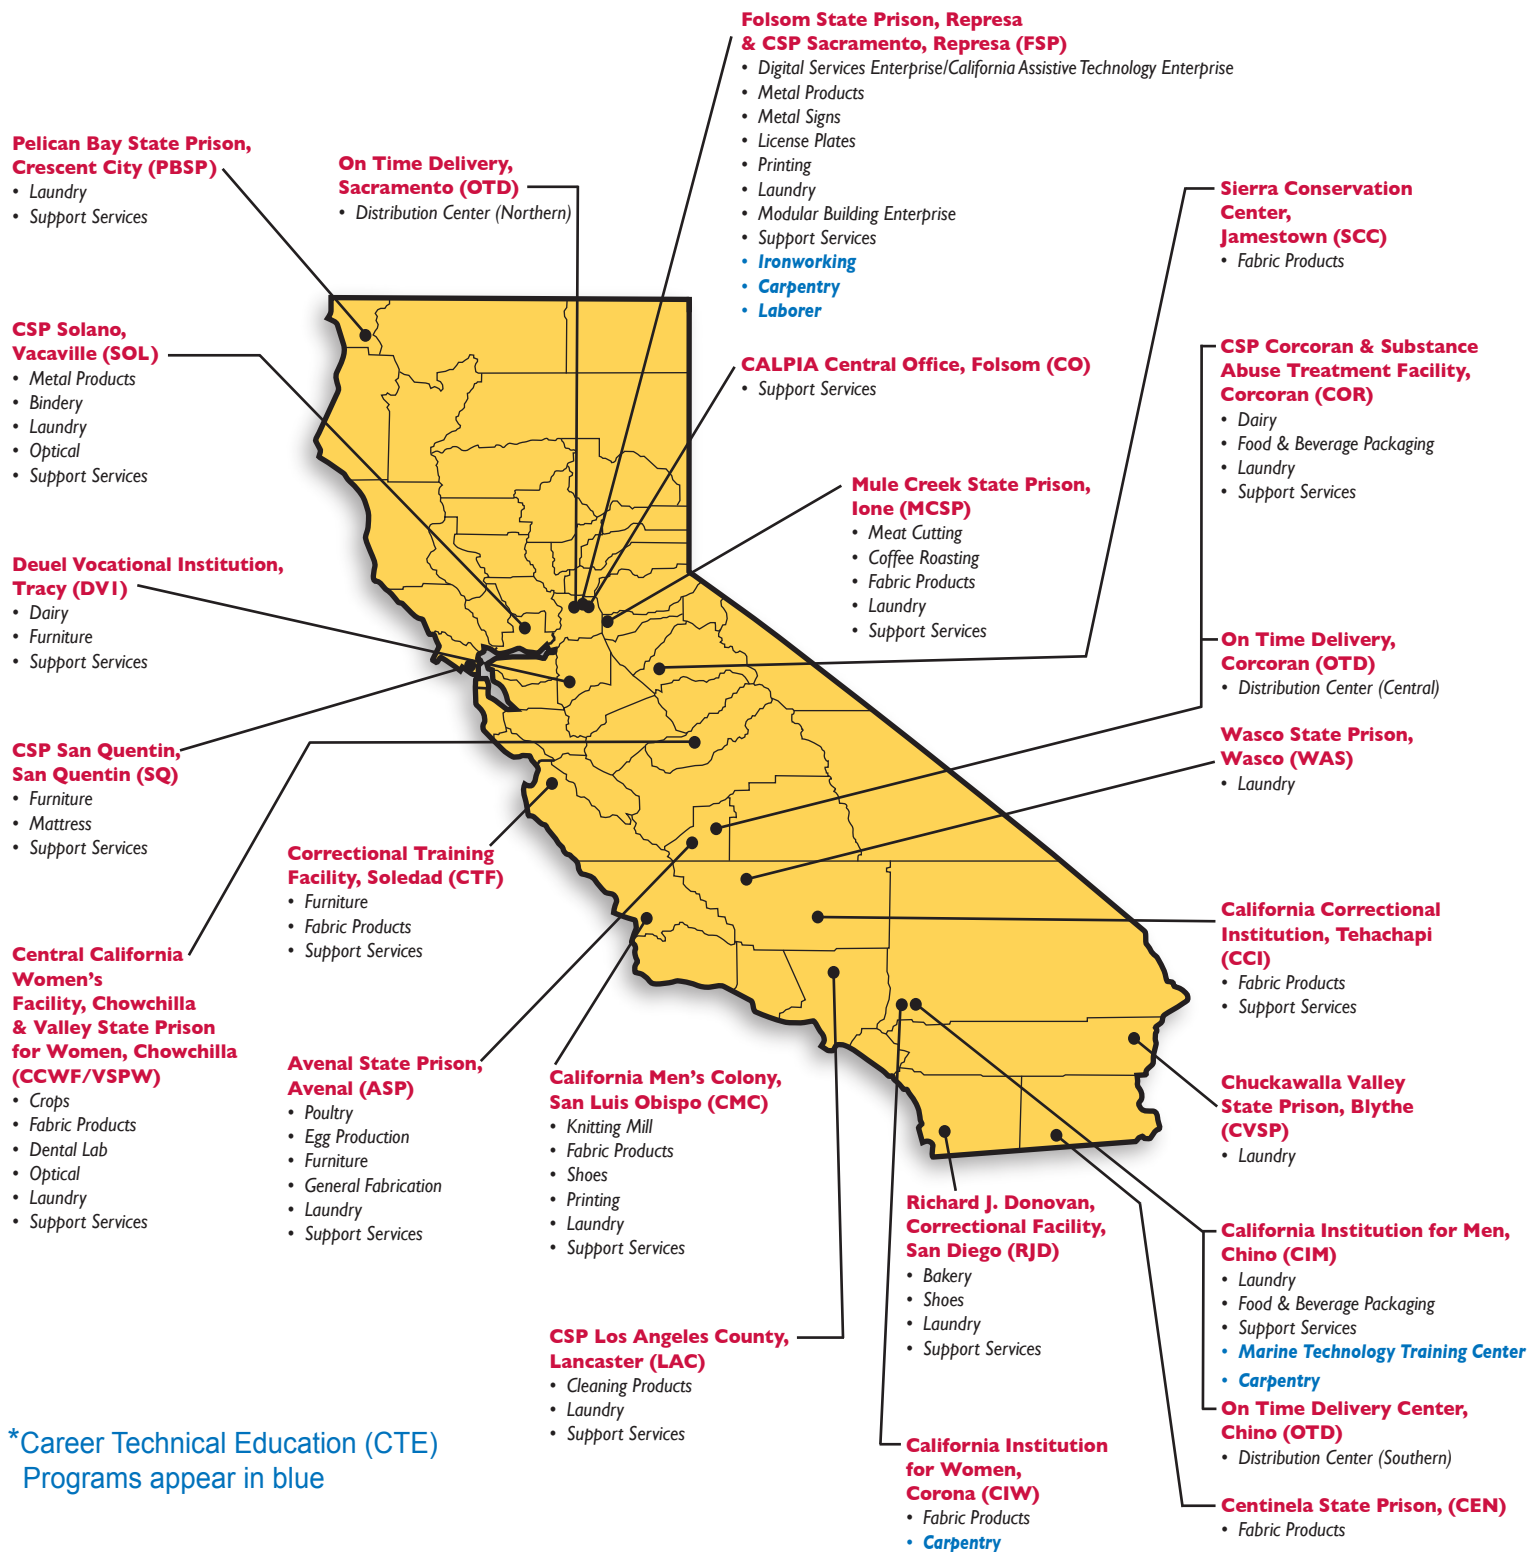 Folsom State Prison, Represa
& CSP Sacramento, Represa (FSP)
• Digital Services Enterprise/California Assistive Technology Enterprise
• Metal Products
• Metal Signs
• License Plates
• Printing
• Laundry
• Modular Building Enterprise
• Support Services
• Ironworking
• Carpentry
• Laborer
Pelican Bay State Prison,
Crescent City (PBSP)
• Laundry
• Support Services
On Time Delivery,
Sacramento (OTD)
• Distribution Center (Northern)
Sierra Conservation
Center,
Jamestown (SCC)
• Fabric Products
CSP Solano,
Vacaville (SOL)
• Metal Products
• Bindery
• Laundry
• Optical
• Support Services
CALPIA Central Office, Folsom (CO)
• Support Services
CSP Corcoran & Substance
Abuse Treatment Facility,
Corcoran (COR)
• Dairy
• Food & Beverage Packaging
• Laundry
• Support Services
Mule Creek State Prison,
Ione (MCSP)
• Meat Cutting
• Coffee Roasting
• Fabric Products
• Laundry
• Support Services
Deuel Vocational Institution,
Tracy (DVI)
• Dairy
• Furniture
• Support Services
On Time Delivery,
Corcoran (OTD)
• Distribution Center (Central)
CSP San Quentin,
San Quentin (SQ)
• Furniture
• Mattress
• Support Services
Wasco State Prison,
Wasco (WAS)
• Laundry
Correctional Training
Facility, Soledad (CTF)
• Furniture
• Fabric Products
• Support Services
California Correctional
Institution, Tehachapi
(CCI)
• Fabric Products
• Support Services
Central California
Women's
Facility, Chowchilla
& Valley State Prison
for Women, Chowchilla
(CCWF/VSPW)
• Crops
• Fabric Products
• Dental Lab
• Optical
• Laundry
• Support Services
Avenal State Prison,
Avenal (ASP)
• Poultry
• Egg Production
• Furniture
• General Fabrication
• Laundry
• Support Services
California Men's Colony,
San Luis Obispo (CMC)
• Knitting Mill
• Fabric Products
• Shoes
• Printing
• Laundry
• Support Services
Chuckawalla Valley
State Prison, Blythe
(CVSP)
• Laundry
Richard J. Donovan,
Correctional Facility,
San Diego (RJD)
• Bakery
• Shoes
• Laundry
• Support Services
California Institution for Men,
Chino (CIM)
• Laundry
• Food & Beverage Packaging
• Support Services
• Marine Technology Training Center
• Carpentry
CSP Los Angeles County,
Lancaster (LAC)
• Cleaning Products
• Laundry
• Support Services
On Time Delivery Center,
Chino (OTD)
• Distribution Center (Southern)
California Institution
for Women,
Corona (CIW)
• Fabric Products
• Carpentry
Centinela State Prison, (CEN)
• Fabric Products
*Career Technical Education (CTE)
Programs appear in blue